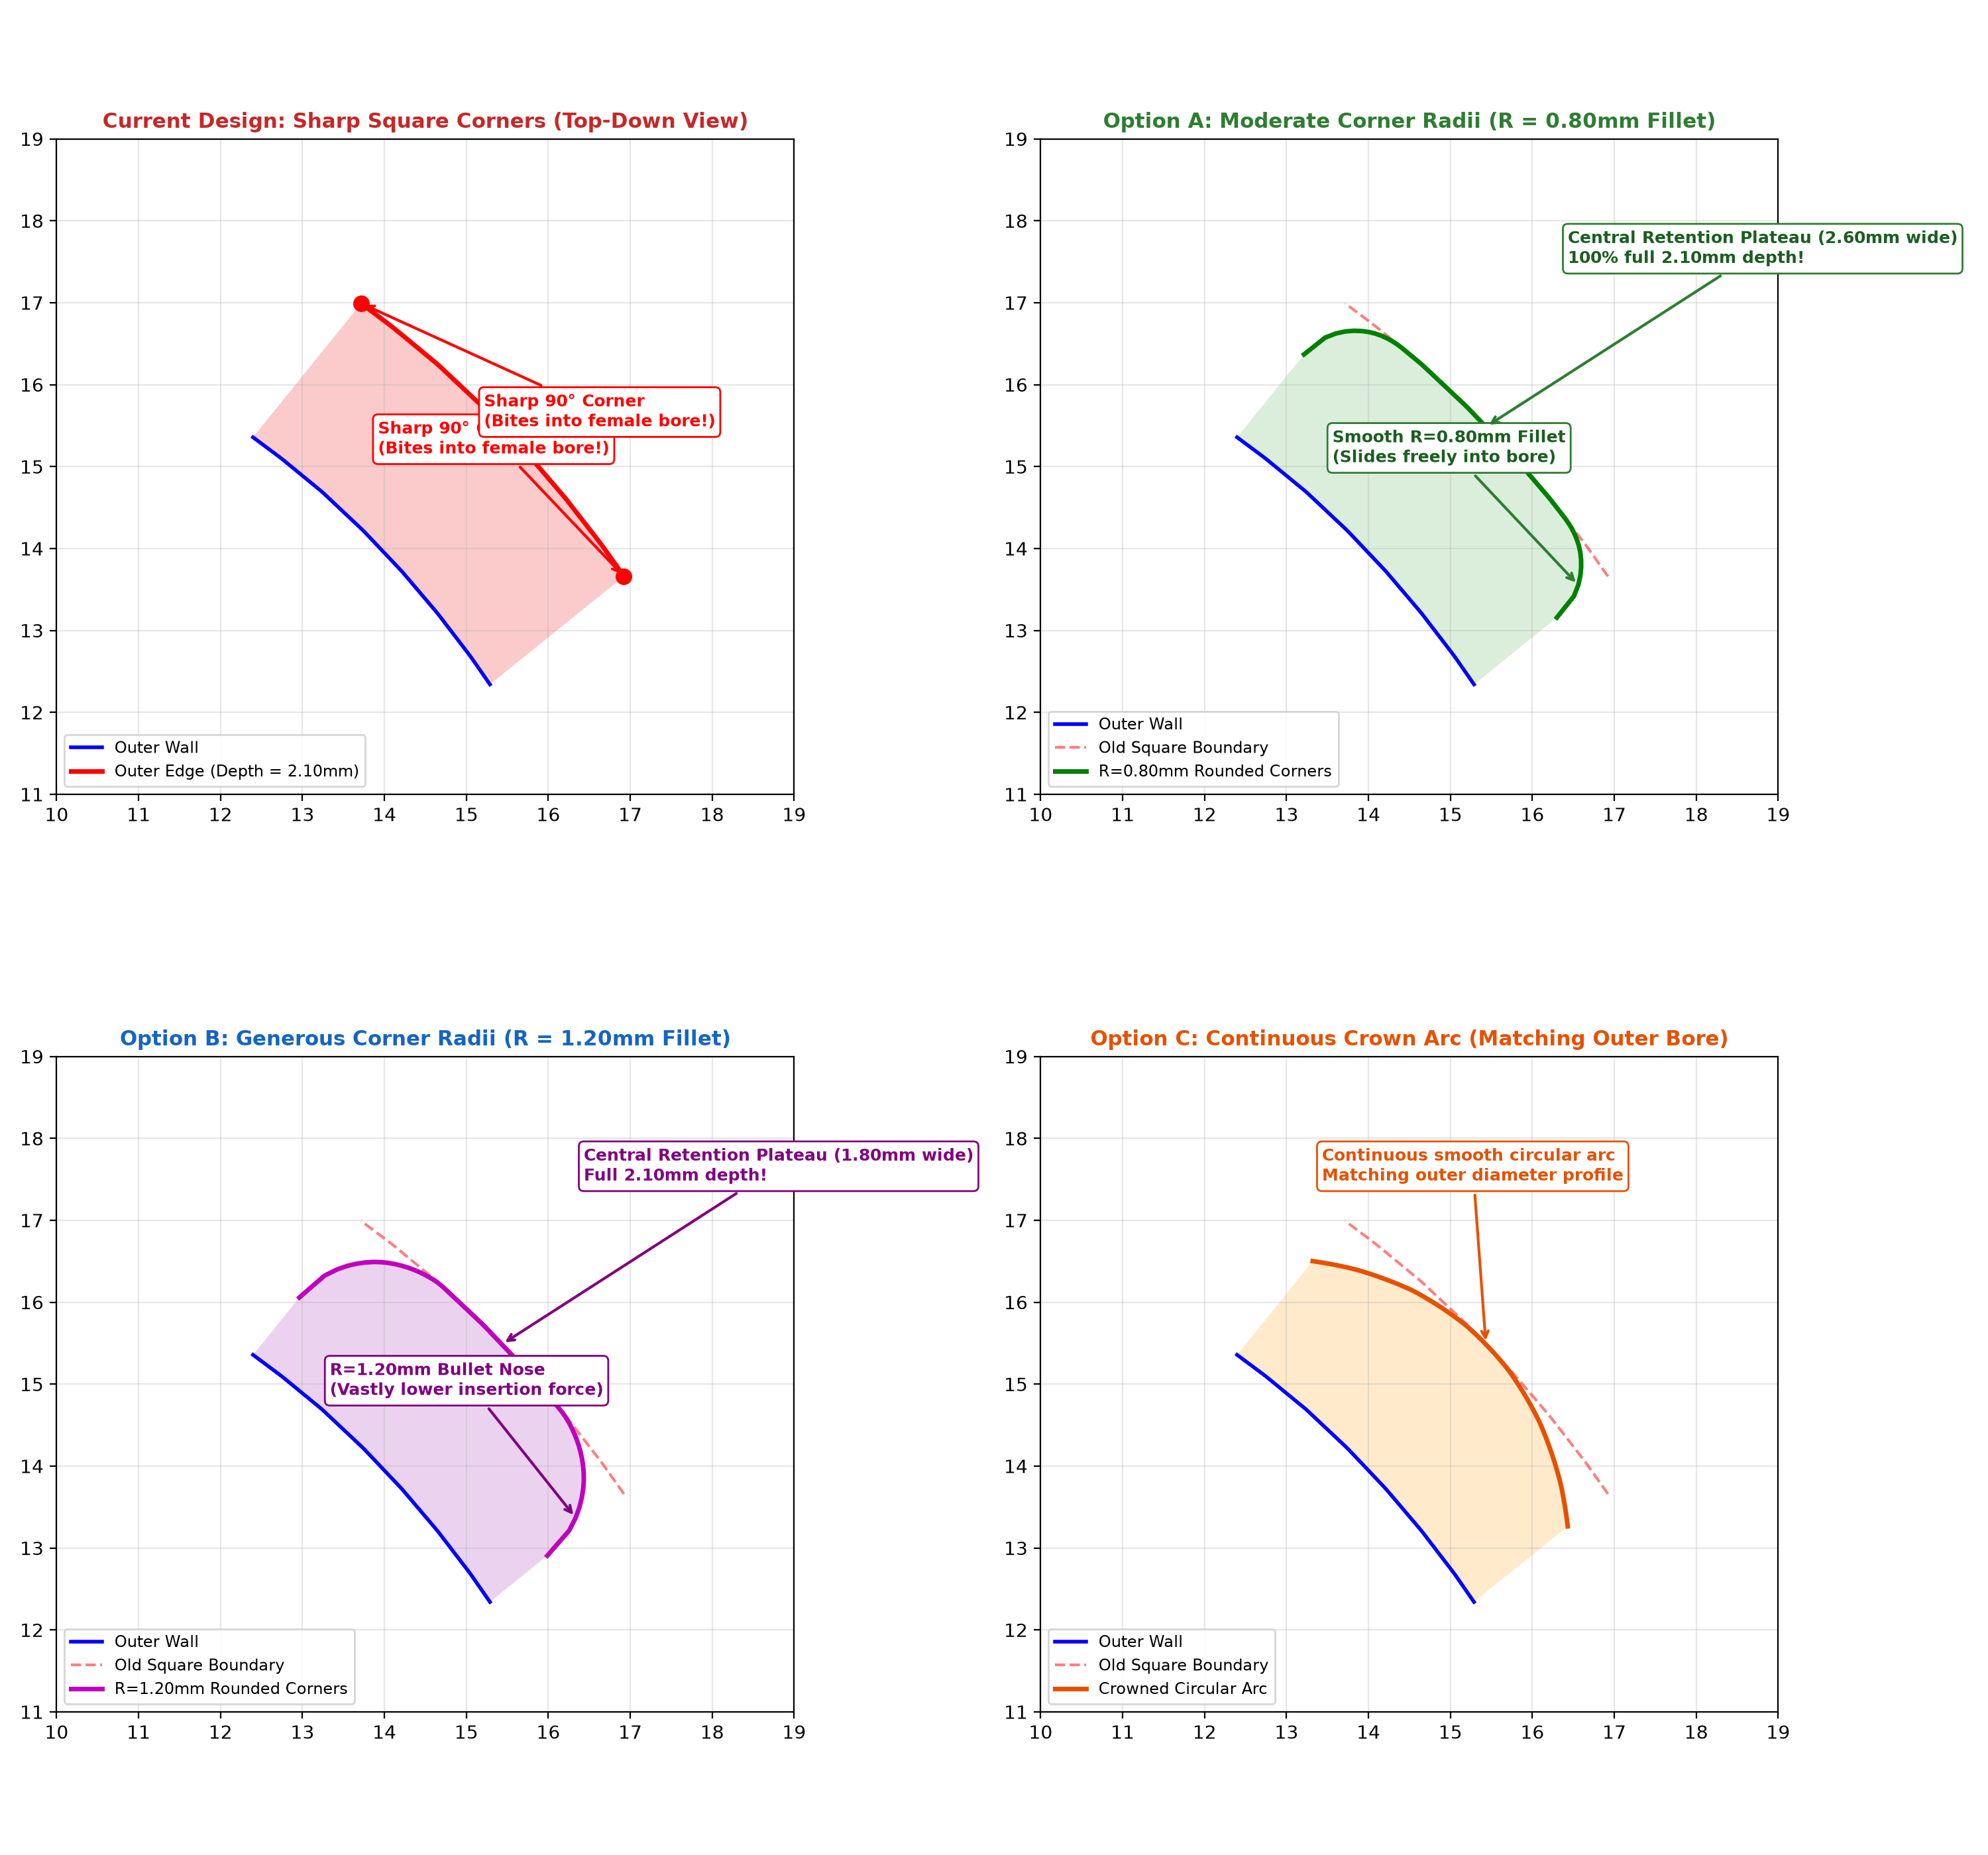 Current Design: Sharp Square Corners (Top-Down View)
19
18
17
16
15
14
13
12
11
10 11 12 13 14 15 16 17 18 19
Sharp 90° Corner
(Bites into female bore!)
Sharp 90°
(Bites into female bore!)
Outer Wall
Outer Edge (Depth = 2.10mm)
Option A: Moderate Corner Radii (R = 0.80mm Fillet)
19
18
17
16
15
14
13
12
11
10 11 12 13 14 15 16 17 18 19
Central Retention Plateau (2.60mm wide)
100% full 2.10mm depth!
Smooth R=0.80mm Fillet
(Slides freely into bore)
Outer Wall
Old Square Boundary
R=0.80mm Rounded Corners
Option B: Generous Corner Radii (R = 1.20mm Fillet)
19
18
17
16
15
14
13
12
11
10 11 12 13 14 15 16 17 18 19
Central Retention Plateau (1.80mm wide)
Full 2.10mm depth!
R=1.20mm Bullet Nose
(Vastly lower insertion force)
Outer Wall
Old Square Boundary
R=1.20mm Rounded Corners
Option C: Continuous Crown Arc (Matching Outer Bore)
19
18
17
16
15
14
13
12
11
10 11 12 13 14 15 16 17 18 19
Continuous smooth circular arc
Matching outer diameter profile
Outer Wall
Old Square Boundary
Crowned Circular Arc